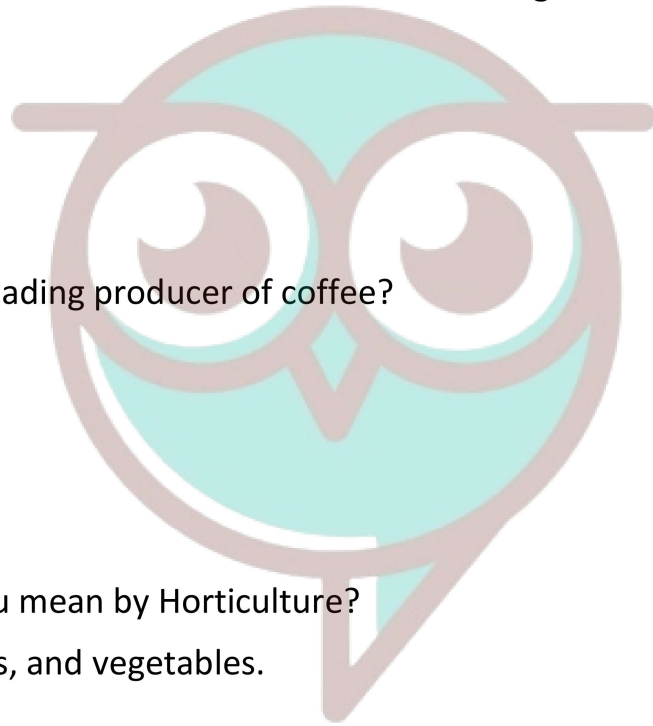 ading producer of coffee?
u mean by Horticulture?
s, and vegetables.